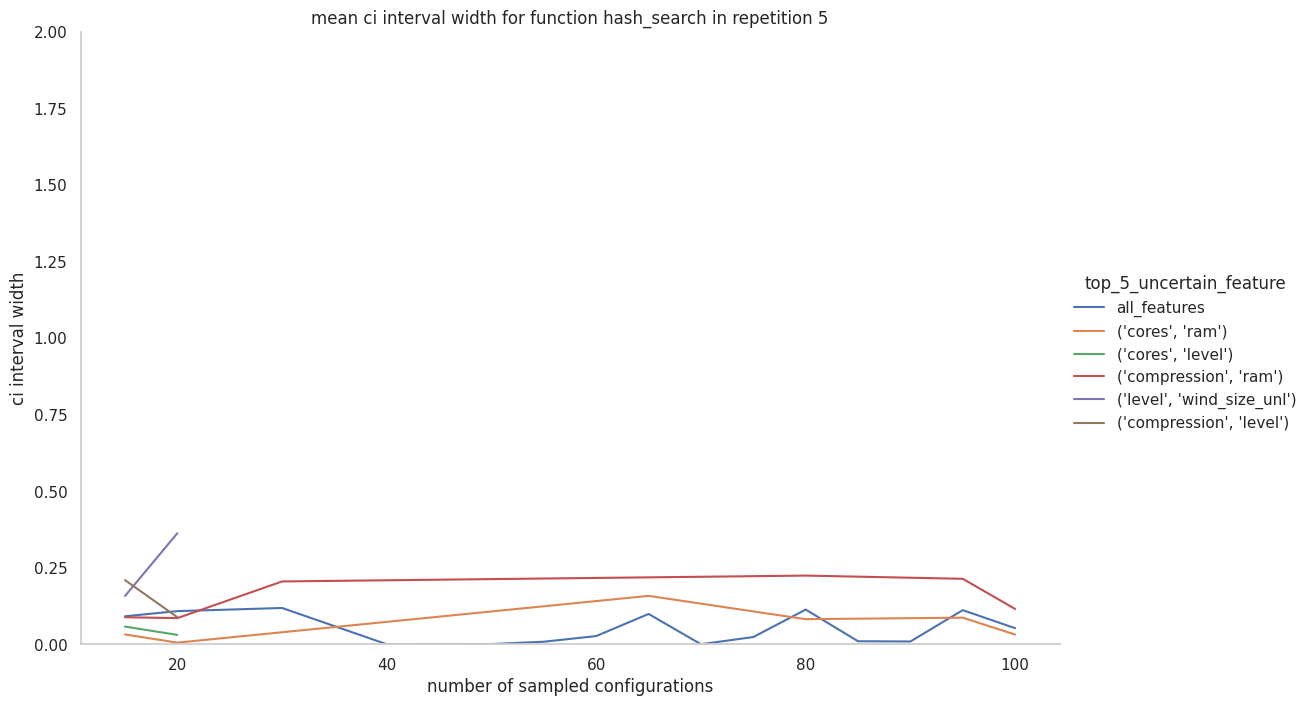 mean ci interval width for function hash_search in repetition 5
2.00
1.75
1.50
1.25
1.00
0.75
0.50
0.25
0.00
ci interval width
20
40
60
80
100
number of sampled configurations
top_5_uncertain_feature
all_features
('cores', 'ram')
('cores', 'level')
('compression', 'ram')
('level', 'wind_size_unl')
('compression', 'level')